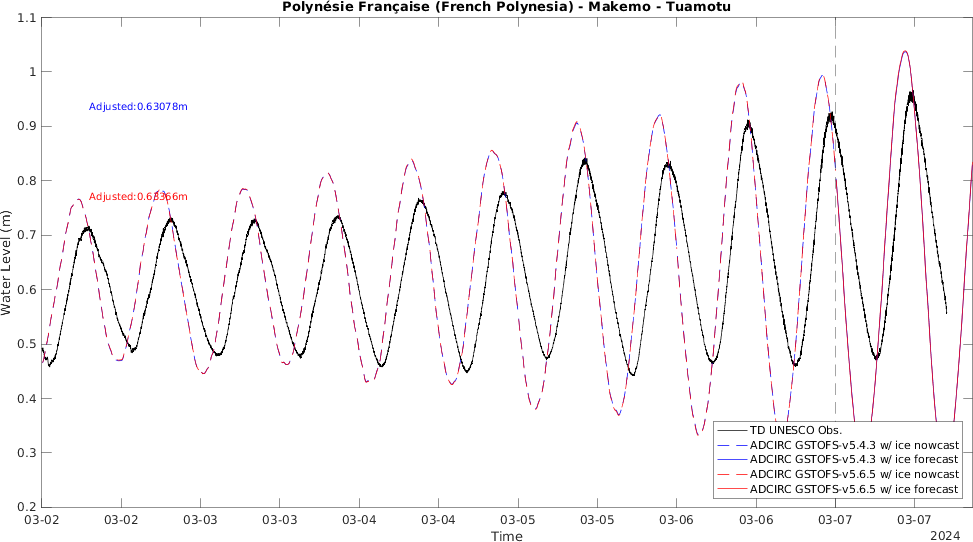 Polynésie Française (French Polynesia) - Makemo - Tuamotu
1.1
1
0.9
0.8
0.7
0.6
0.5
0.4
0.3
0.2
Water Level (m)
Adjusted:0.63078m
Adjusted:0.63366m
TD UNESCO Obs.
ADCIRC GSTOFS-v5.4.3 w/ ice nowcast
ADCIRC GSTOFS-v5.4.3 w/ ice forecast
ADCIRC GSTOFS-v5.6.5 w/ ice nowcast
ADCIRC GSTOFS-v5.6.5 w/ ice forecast
03-02 03-02 03-03 03-03 03-04 03-04 03-05 03-05 03-06 03-06 03-07 03-07
Time
2024